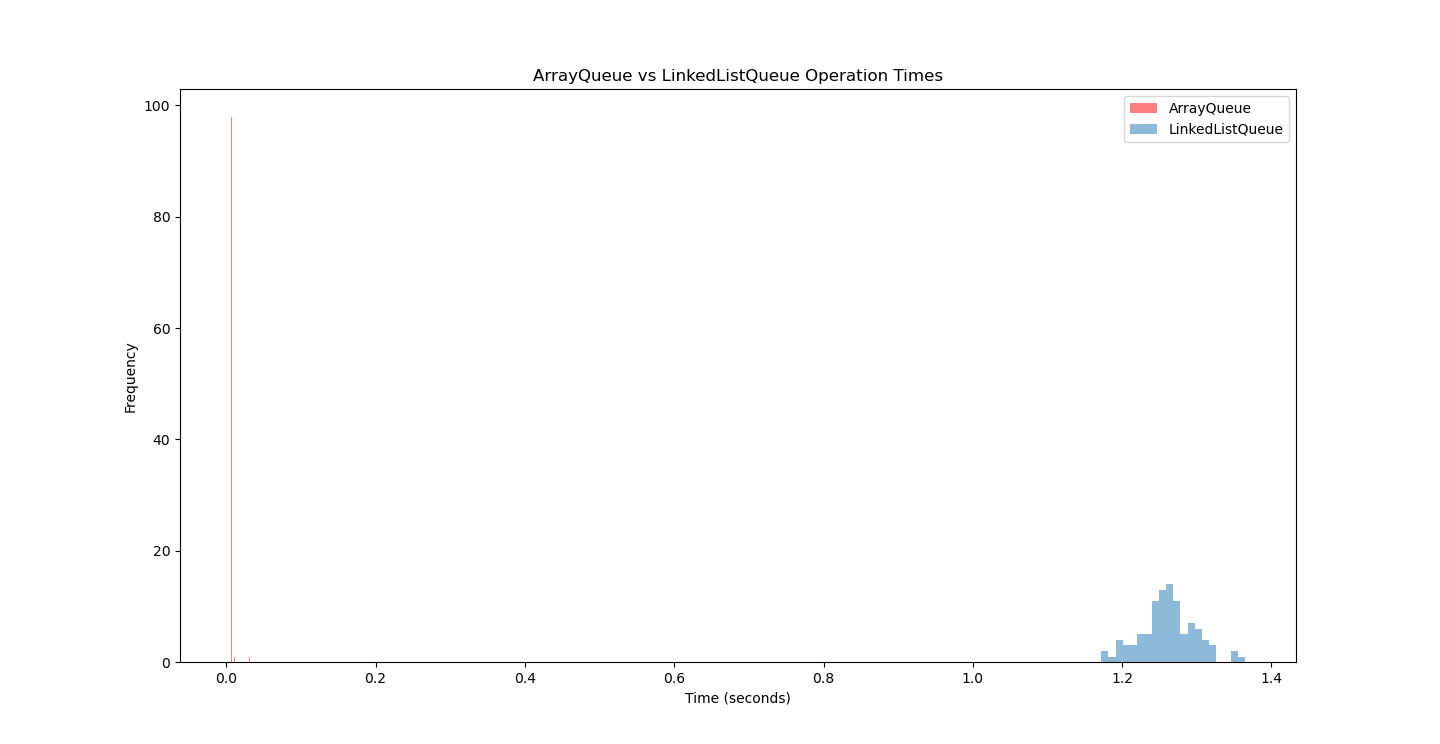 ArrayQueue vs LinkedListQueue Operation Times
ArrayQueue
LinkedListQueue
100
80
60
40
20
0
Frequency
0.0 0.2 0.4 0.6 0.8 1.0 1.2 1.4
Time (seconds)